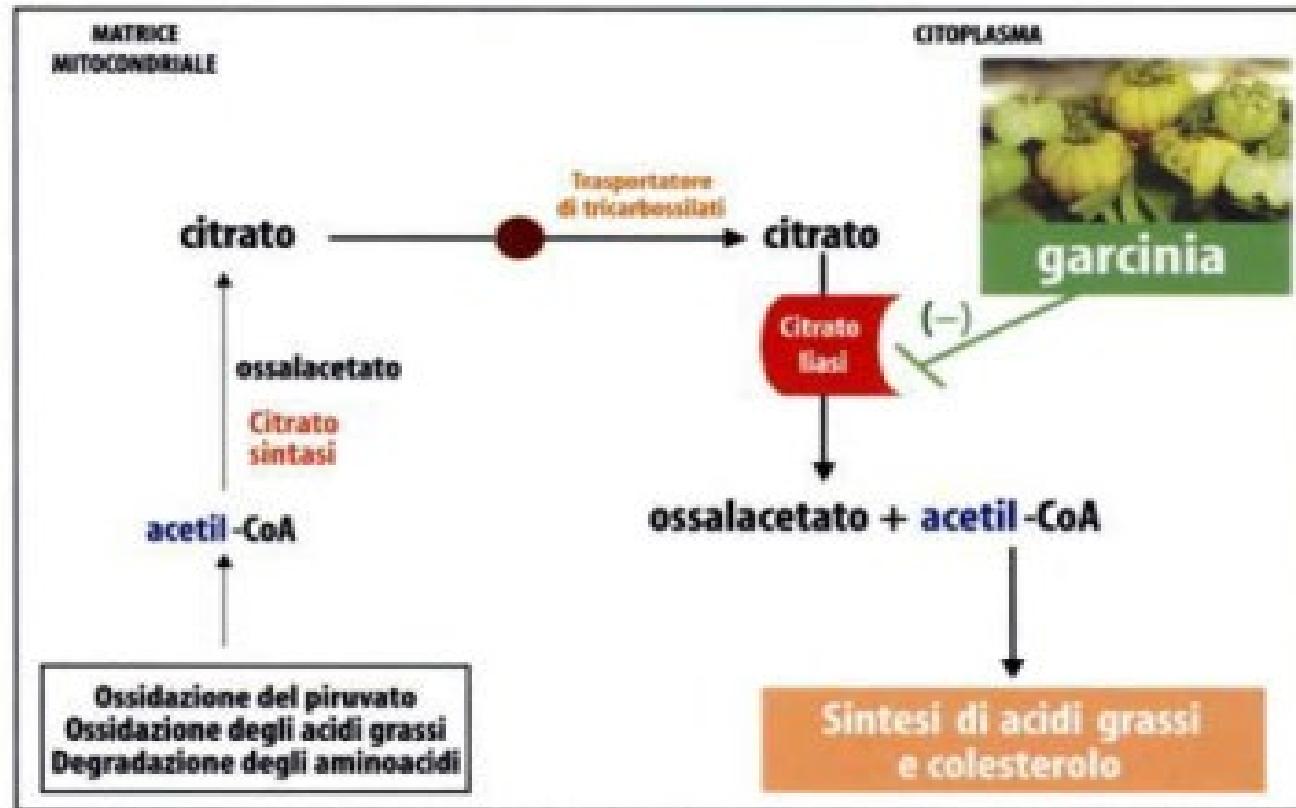 MATRICE
MITOCONDRIALE
CITOPLASMA
garcinia
Trasportatore
di tricarbossilati
citrato
citrato
(−)
Citrato
liasi
ossalacetato
Citrato
sintasi
acetil-CoA
ossalacetato + acetil-CoA
Ossidazione del piruvato
Ossidazione degli acidi grassi
Degradazione degli aminoacidi
Sintesi di acidi grassi
e colesterolo